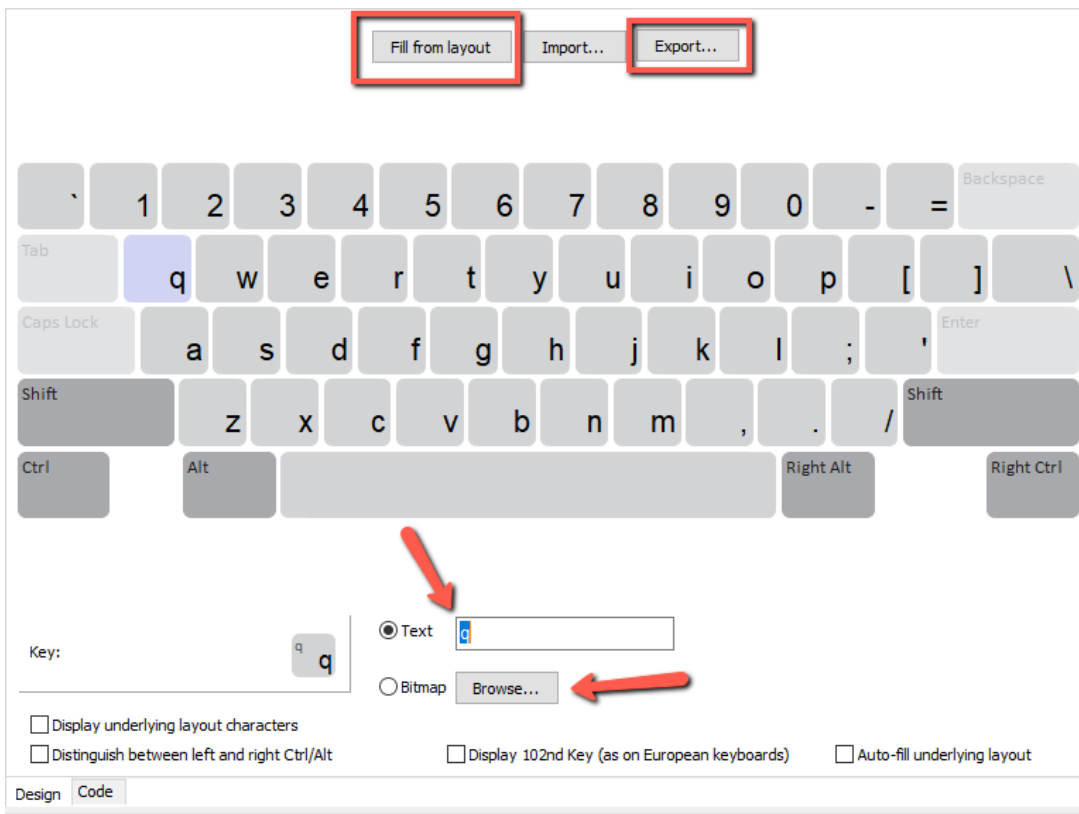 Fill from layout Import... Export...
` 1 2 3 4 5 6 7 8 9 0 - = Backspace
Tab q w e r t y u i o p [ ] \
Caps Lock a s d f g h j k l ; ' Enter
Shift z x c v b n m , . / Shift
Ctrl Alt Right Alt Right Ctrl
Text q
Key: q q
Bitmap Browse...
Display underlying layout characters
Distinguish between left and right Ctrl/Alt Display 102nd Key (as on European keyboards) Auto-fill underlying layout
Design Code